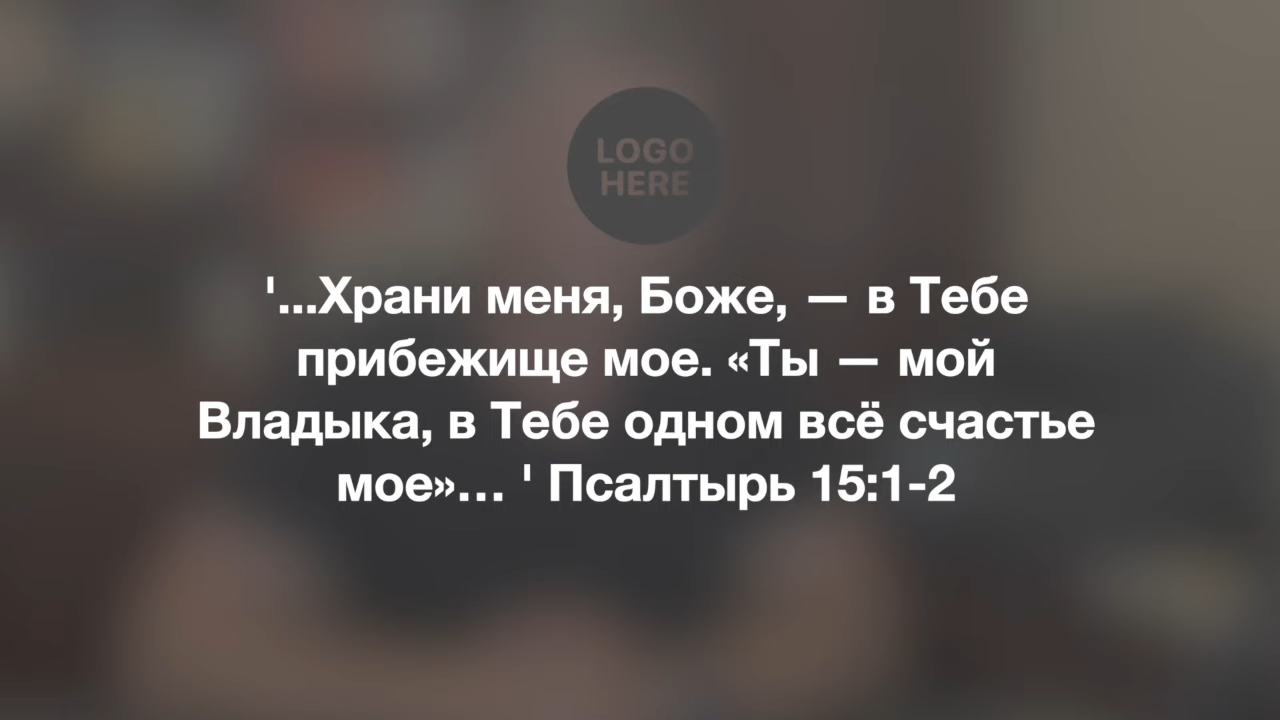 LOGO
HERE
'...Храни меня, Боже, — в Тебе
прибежище мое. «Ты — мой
Владыка, в Тебе одном всё счастье
мое»… ' Псалтырь 15:1-2